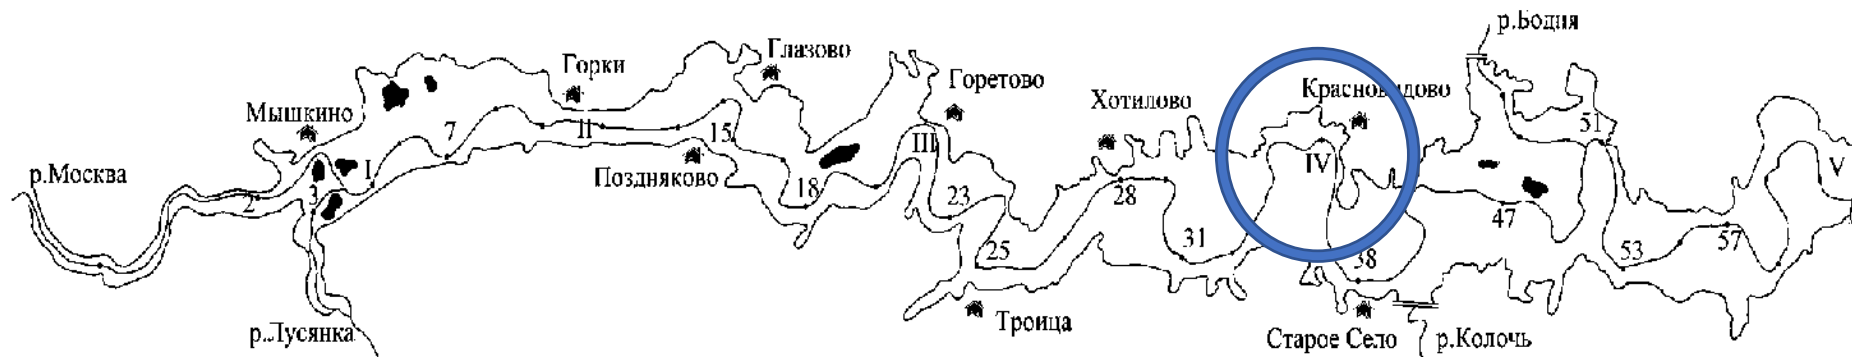 р.Бодня
Глазово
Горки
Горетово
Хотилово
Красновидово
Мышкино
7
II
15
III
IV
51
V
р.Москва
I
Поздняково
2
3
18
23
28
47
25
31
38
53
57
р.Лусянка
Троица
Старое Село
р.Колочь